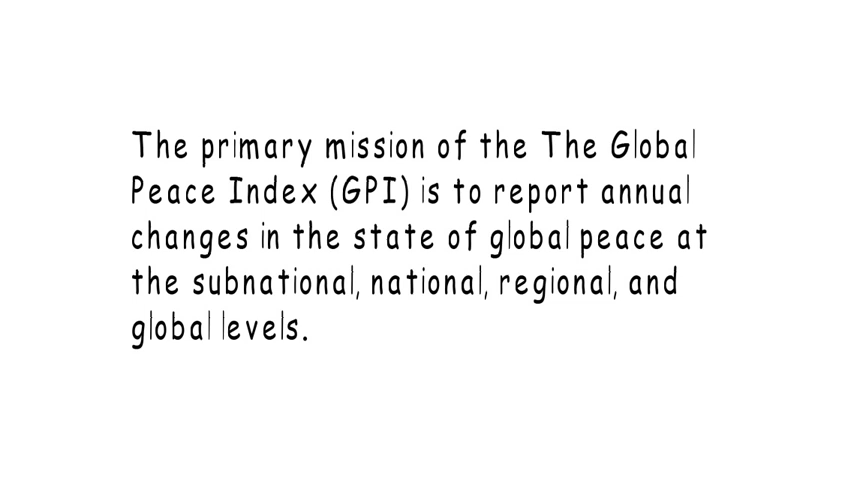 The primary mission of the The Global
Peace Index (GPI) is to report annual
changes in the state of global peace at
the subnational, national, regional, and
global levels.